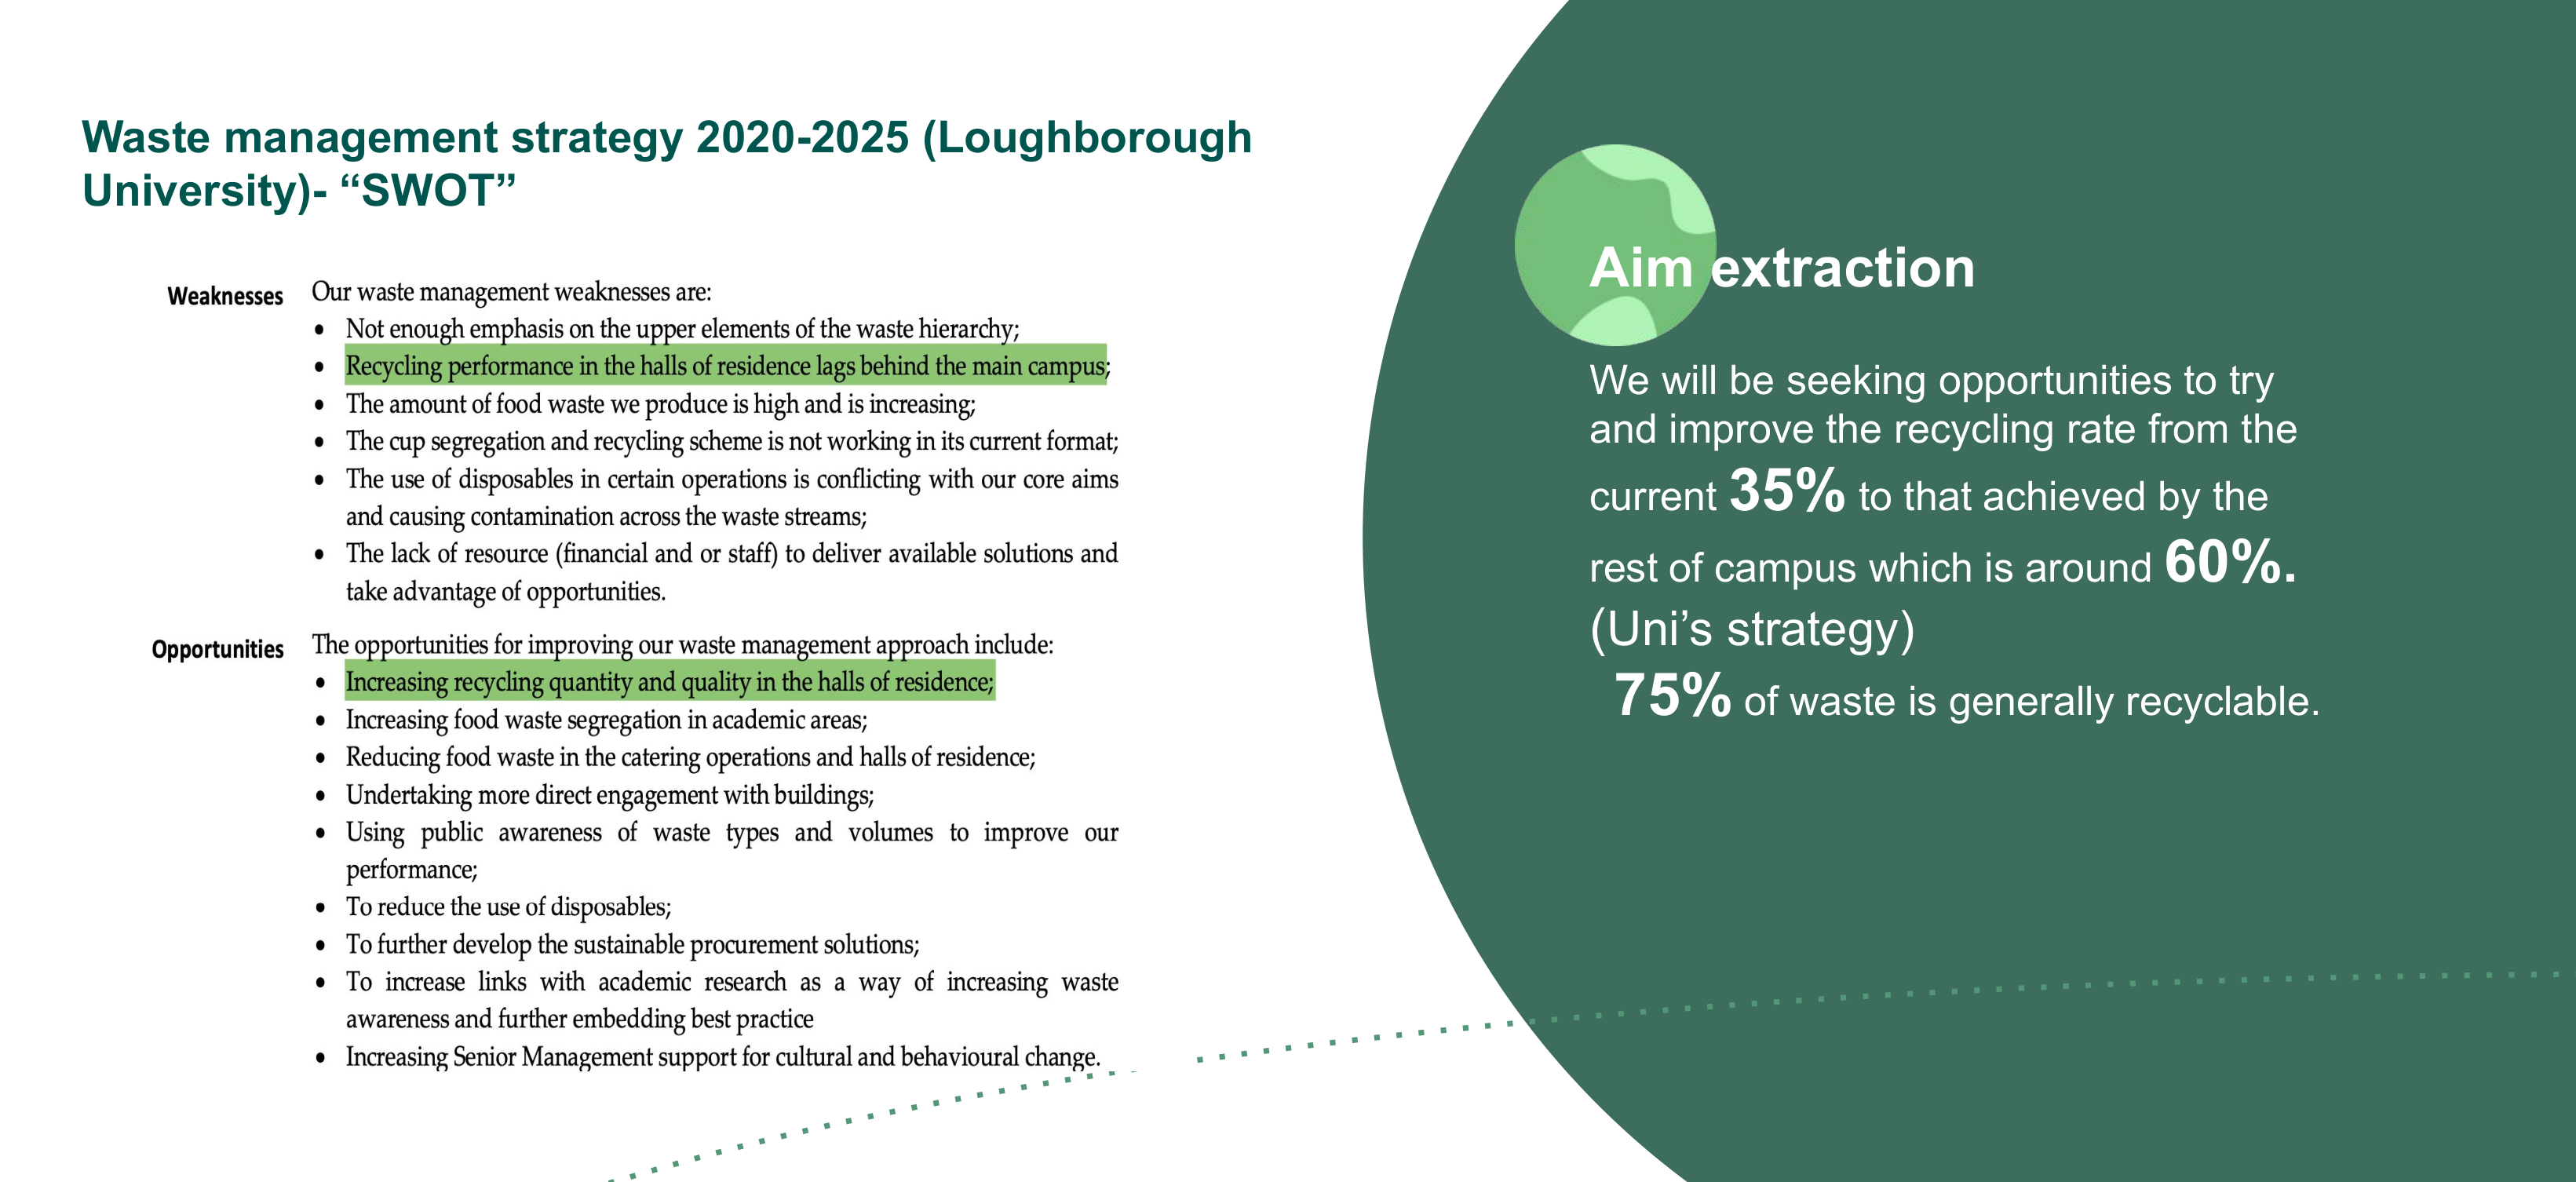 Waste management strategy 2020-2025 (Loughborough
University)- “SWOT”
Weaknesses
Our waste management weaknesses are:
• Not enough emphasis on the upper elements of the waste hierarchy;
• Recycling performance in the halls of residence lags behind the main campus;
• The amount of food waste we produce is high and is increasing;
• The cup segregation and recycling scheme is not working in its current format;
• The use of disposables in certain operations is conflicting with our core aims
and causing contamination across the waste streams;
• The lack of resource (financial and or staff) to deliver available solutions and
take advantage of opportunities.
Opportunities
The opportunities for improving our waste management approach include:
• Increasing recycling quantity and quality in the halls of residence;
• Increasing food waste segregation in academic areas;
• Reducing food waste in the catering operations and halls of residence;
• Undertaking more direct engagement with buildings;
• Using public awareness of waste types and volumes to improve our
performance;
• To reduce the use of disposables;
• To further develop the sustainable procurement solutions;
• To increase links with academic research as a way of increasing waste
awareness and further embedding best practice
• Increasing Senior Management support for cultural and behavioural change.
Aim extraction
We will be seeking opportunities to try
and improve the recycling rate from the
current 35% to that achieved by the
rest of campus which is around 60%.
(Uni’s strategy)
75% of waste is generally recyclable.